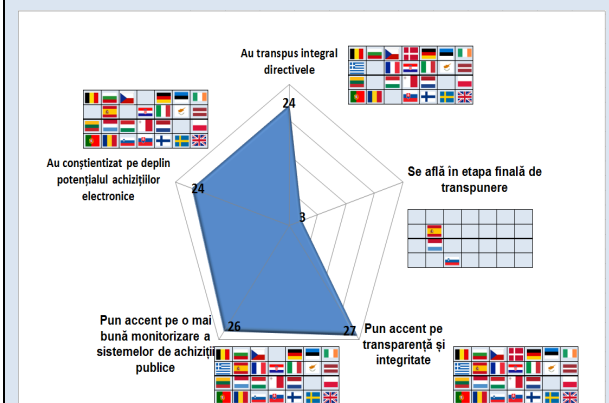 Au transpus integral
directivele
24
Au conștientizat pe deplin
potențialul achizițiilor
electronice
24
3
Se află in etapa finală de
transpunere
Pun accent pe o mai
bună monitorizare a
sistemelor de achiziții
publice
26
27
Pun accent pe
transparență și
integritate